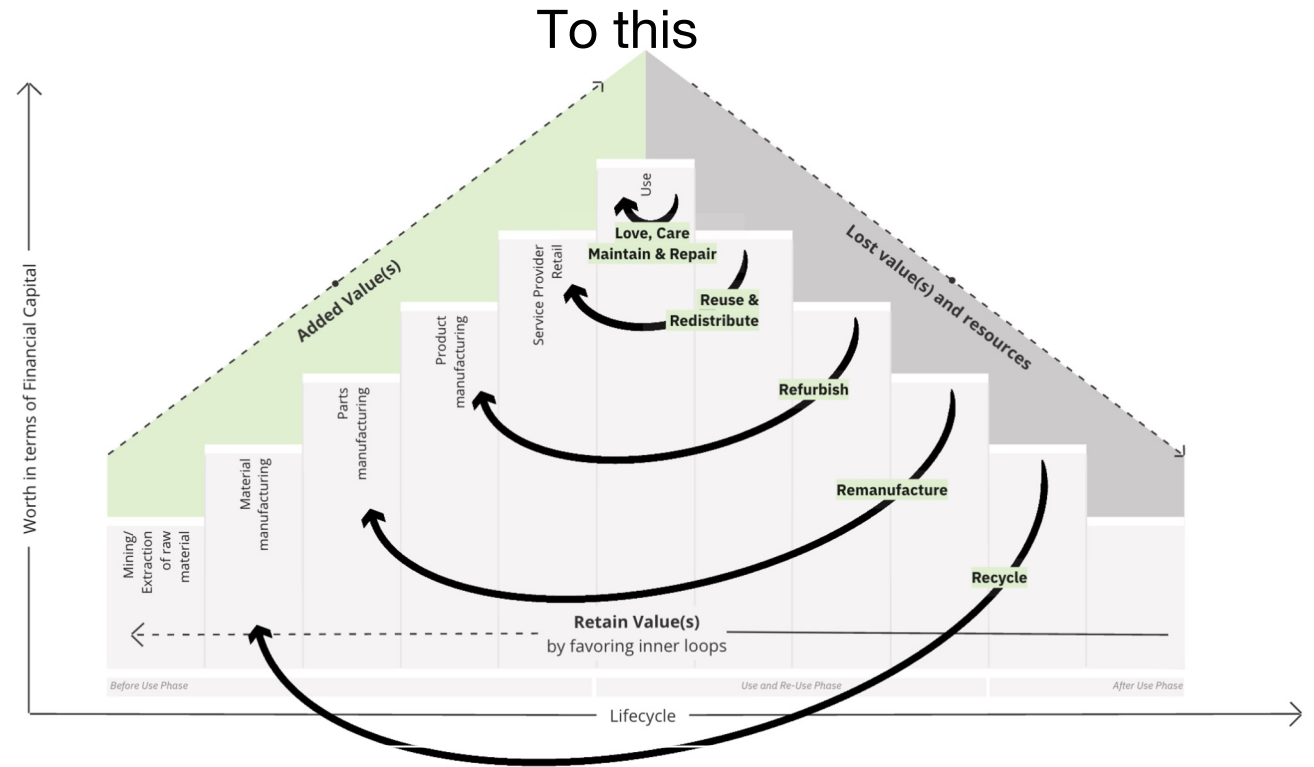 To this
Worth in terms of Financial Capital
Added Value(s)
Lost value(s) and resources
Use
Love, Care
Maintain & Repair
Service Provider
Retail
Reuse &
Redistribute
Product
manufacturing
Refurbish
Parts
manufacturing
Remanufacture
Material
manufacturing
Recycle
Mining/
Extraction
of raw
material
Retain Value(s)
by favoring inner loops
Before Use Phase
Use and Re-Use Phase
After Use Phase
Lifecycle